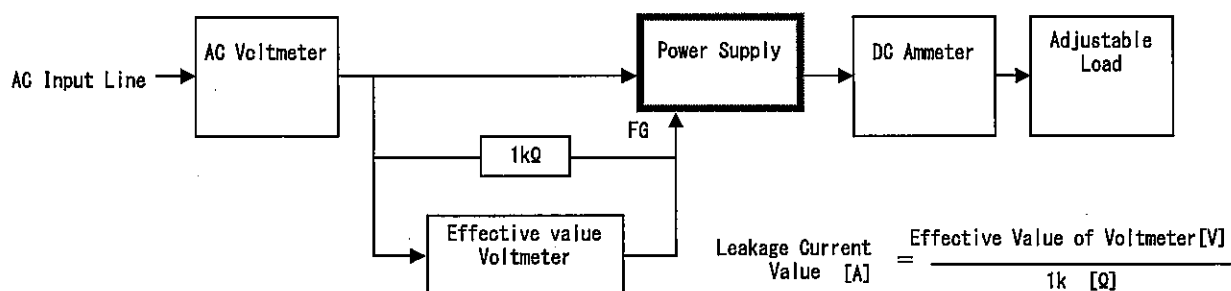 AC Voltmeter
Power Supply
DC Ammeter
Adjustable
Load
AC Input Line
FG
1kΩ
Effective value
Voltmeter
Leakage Current
Value [A]
=
Effective Value of Voltmeter[V]
1k [Ω]